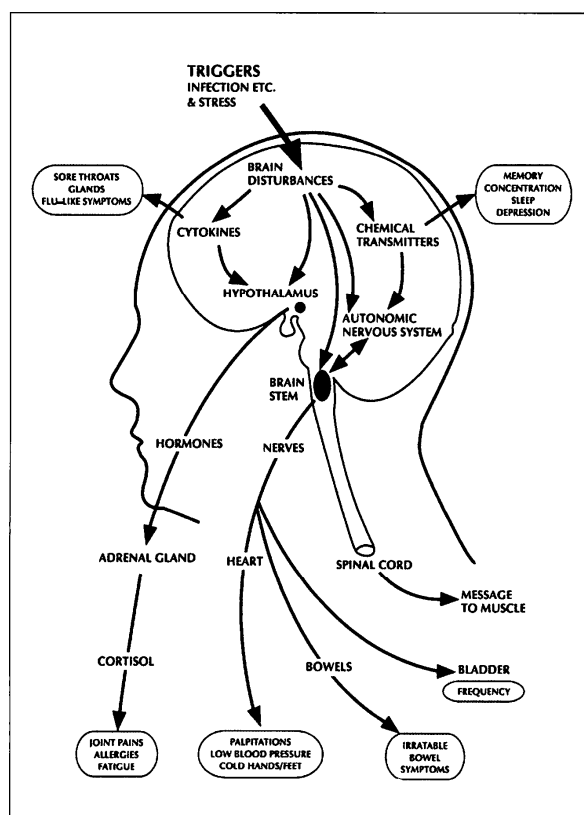 TRIGGERS
INFECTION ETC.
& STRESS
BRAIN
DISTURBANCES
SORE THROATS
GLANDS
FLU-LIKE SYMPTOMS
MEMORY
CONCENTRATION
SLEEP
DEPRESSION
CYTOKINES
CHEMICAL
TRANSMITTERS
HYPOTHALAMUS
AUTONOMIC
NERVOUS SYSTEM
BRAIN
STEM
HORMONES
NERVES
ADRENAL GLAND
HEART
SPINAL CORD
MESSAGE
TO MUSCLE
CORTISOL
BOWELS
BLADDER
FREQUENCY
JOINT PAINS
ALLERGIES
FATIGUE
PALPITATIONS
LOW BLOOD PRESSURE
COLD HANDS/FEET
IRRATABLE
BOWEL
SYMPTOMS